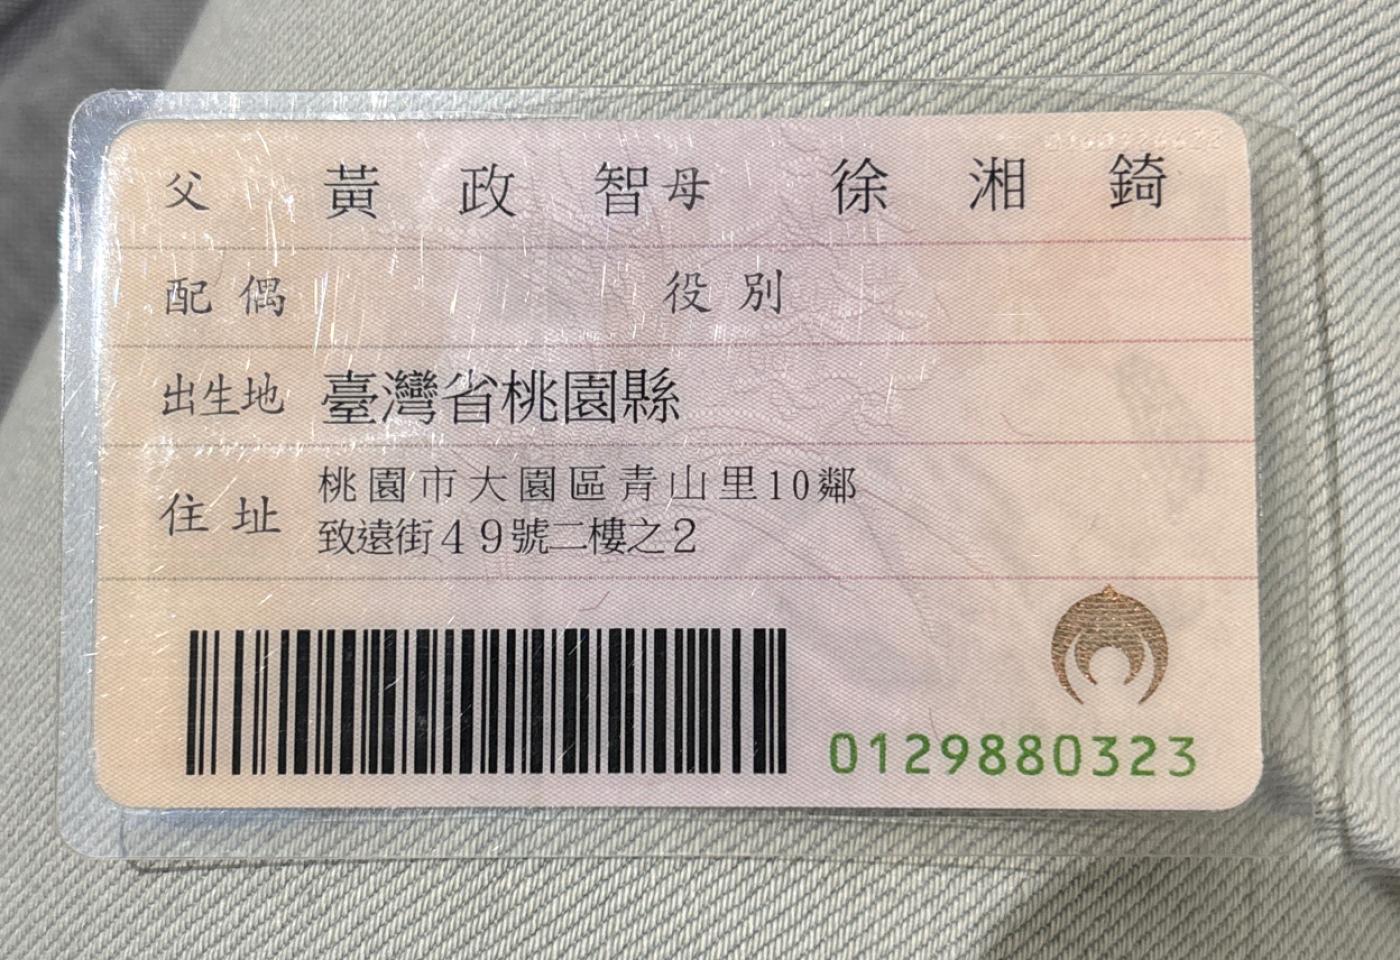 父 黃政智 母 徐湘錡
配偶 役別
出生地 臺灣省桃園縣
住址 桃園市大園區青山里10鄰
致遠街49號二樓之2
0129880323